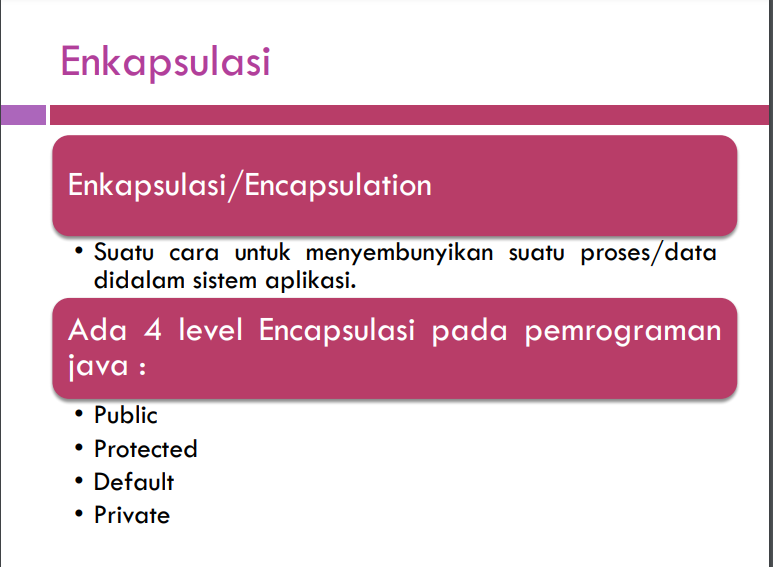 Enkapsulasi
Enkapsulasi/Encapsulation
• Suatu cara untuk menyembunyikan suatu proses/data
didalam sistem aplikasi.
Ada 4 level Encapsulasi pada pemrograman
java :
• Public
• Protected
• Default
• Private